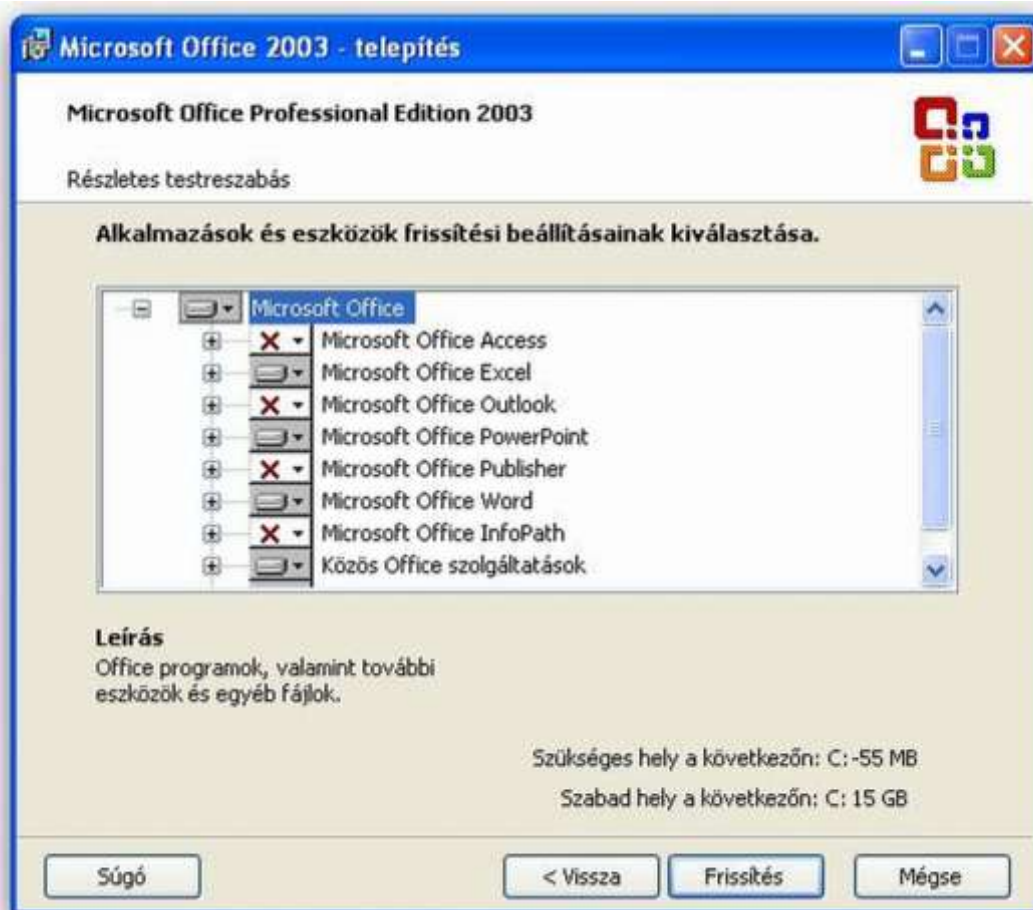 Microsoft Office 2003 - telepítés
Microsoft Office Professional Edition 2003
Részletes testreszabás
Alkalmazások és eszközök frissítési beállításainak kiválasztása.
Microsoft Office
Microsoft Office Access
Microsoft Office Excel
Microsoft Office Outlook
Microsoft Office PowerPoint
Microsoft Office Publisher
Microsoft Office Word
Microsoft Office InfoPath
Közös Office szolgáltatások
Leírás
Office programok, valamint további
eszközök és egyéb fájlok.
Szükséges hely a következőn: C:-55 MB
Szabad hely a következőn: C: 15 GB
Súgó
< Vissza
Frissítés
Mégse